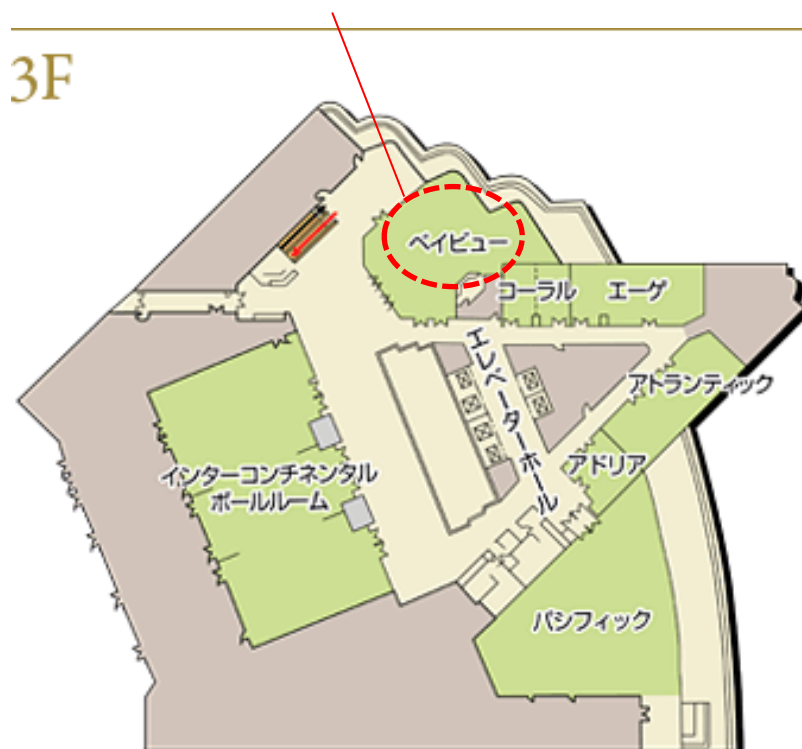 3F
ベイビュー
コーラル
エーゲ
エレベーターホール
アトランティック
アドリア
インターコンチネンタル
ボールルーム
パシフィック